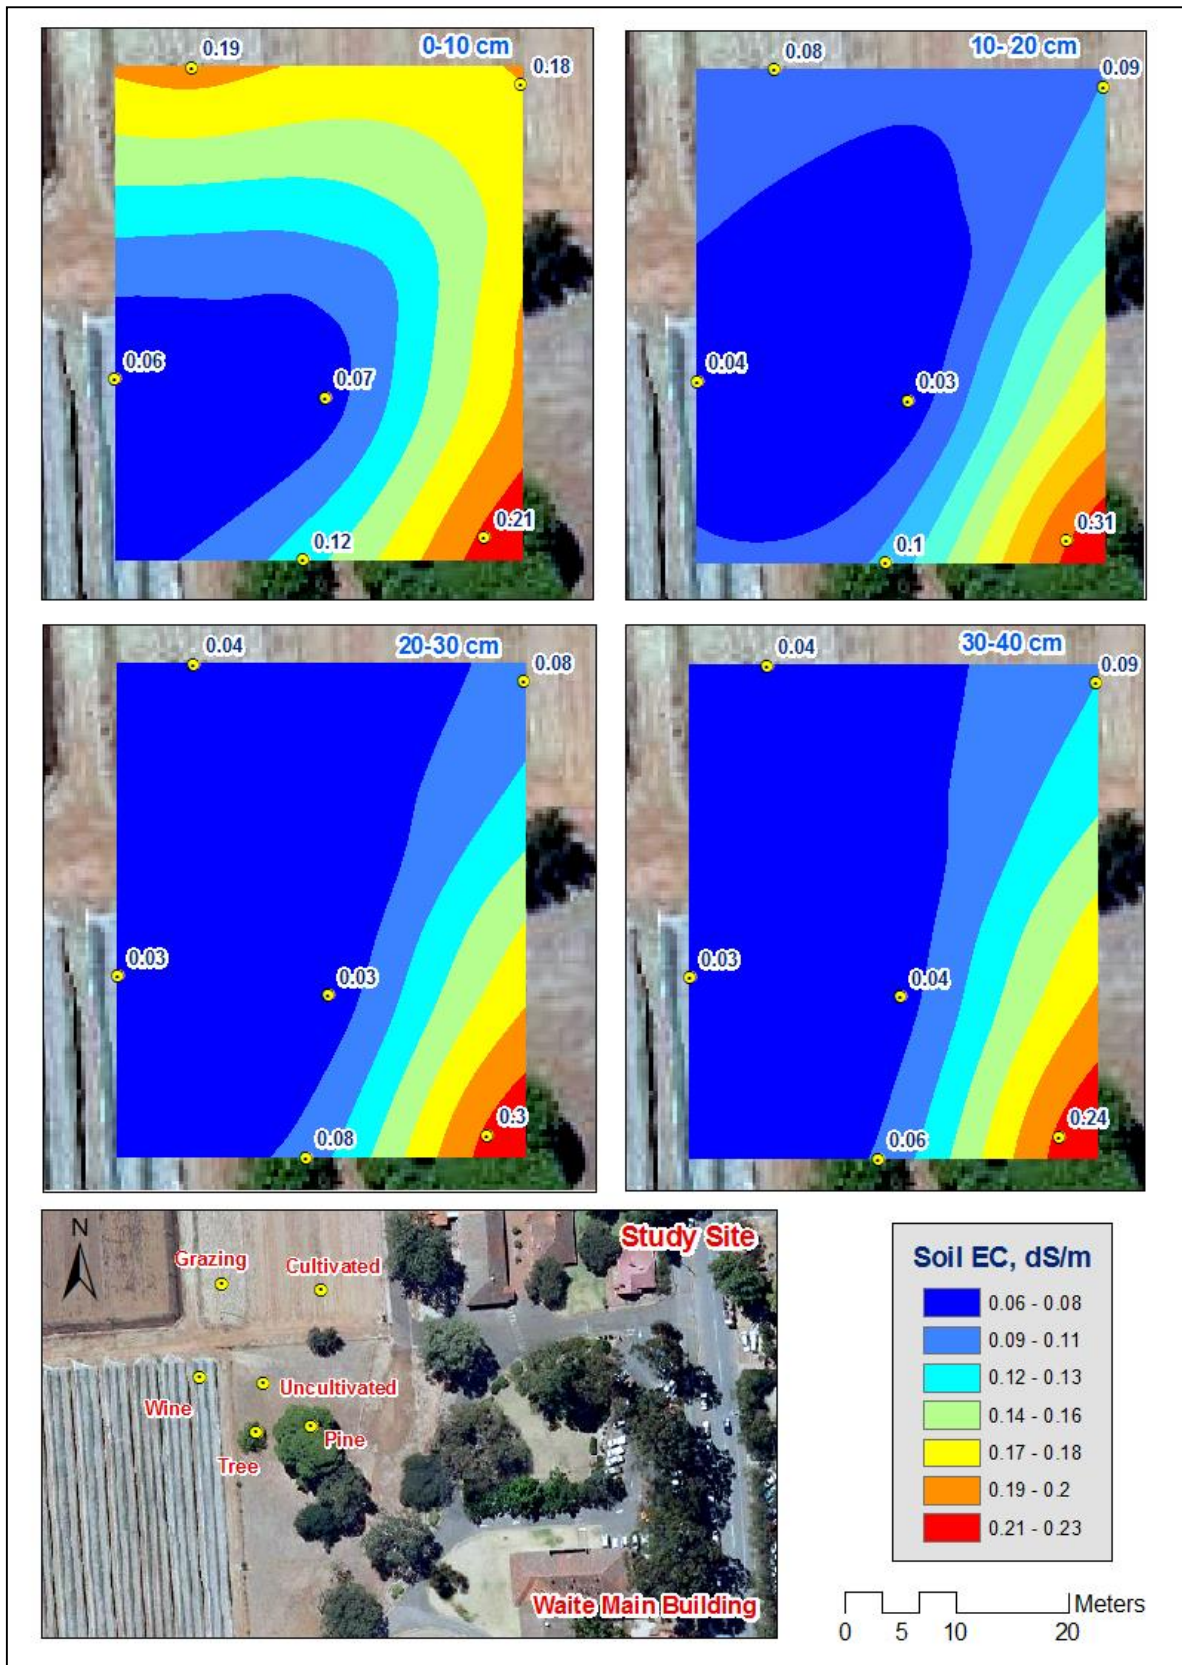 0-10 cm
0.19
0.18
0.06
0.07
0.12
0.21
10- 20 cm
0.08
0.09
0.04
0.03
0.1
0.31
20-30 cm
0.04
0.08
0.03
0.03
0.08
0.3
30-40 cm
0.04
0.09
0.03
0.04
0.06
0.24
N
Study Site
Grazing
Cultivated
Wine
Uncultivated
Pine
Tree
Waite Main Building
Soil EC, dS/m
0.06 - 0.08
0.09 - 0.11
0.12 - 0.13
0.14 - 0.16
0.17 - 0.18
0.19 - 0.2
0.21 - 0.23
Meters
0 5 10 20